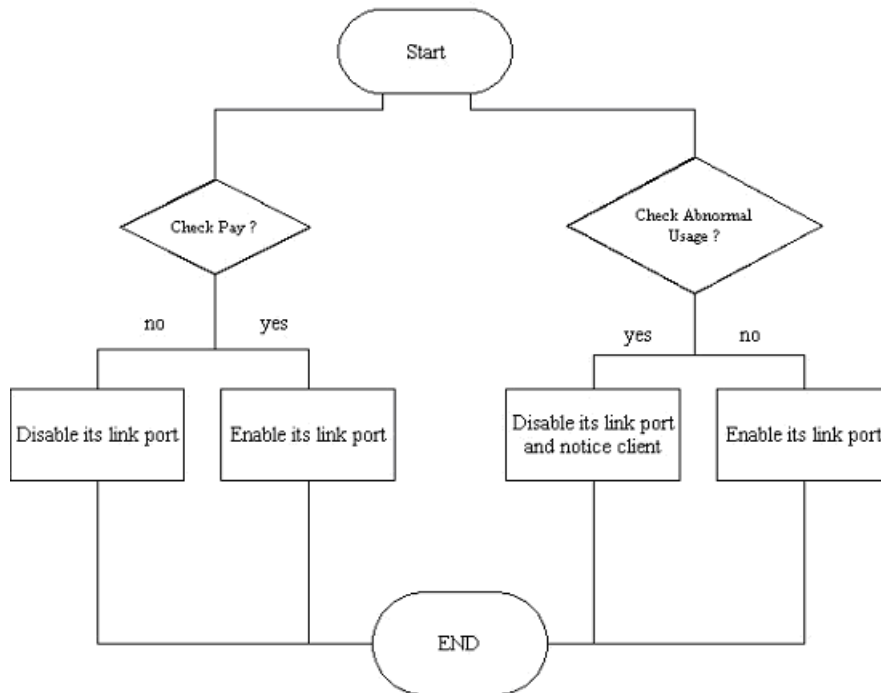 Start
Check Pay ?
Check Abnormal
Usage ?
no
yes
yes
no
Disable its link port
Enable its link port
Disable its link port
and notice client
Enable its link port
END